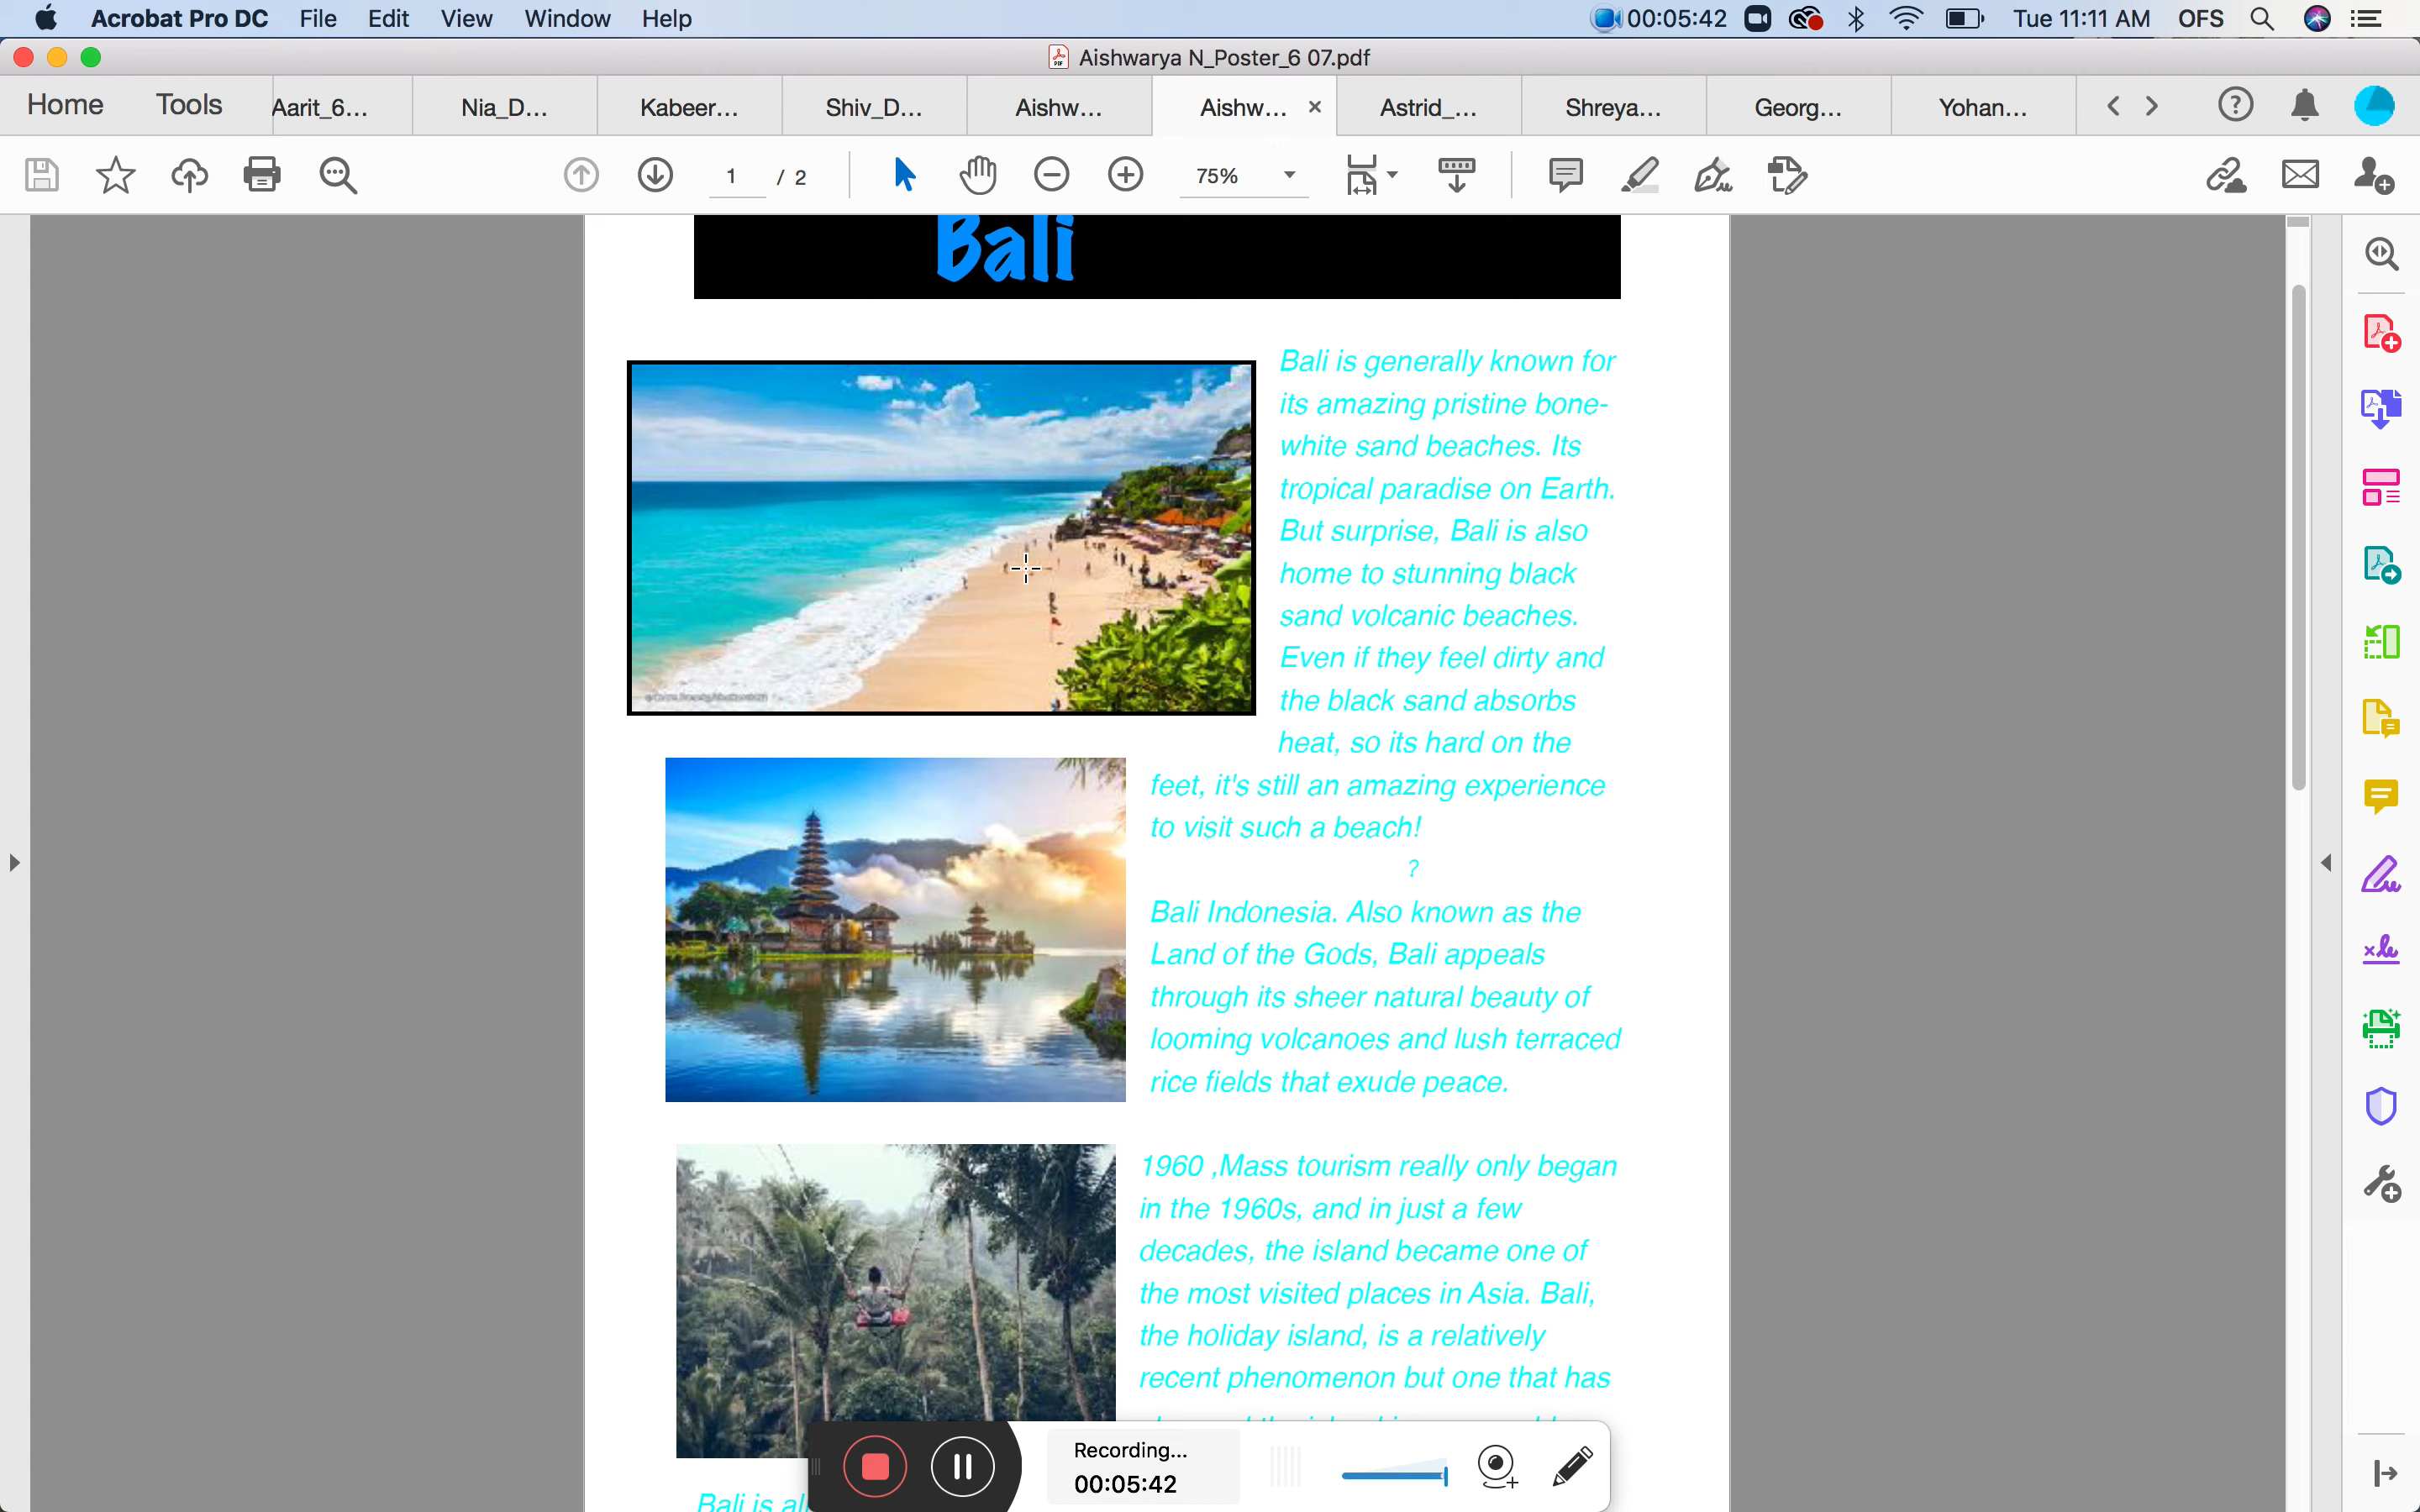 Acrobat Pro DC File Edit View Window Help 00:05:42 Tue 11:11 AM OFS
Aishwarya N_Poster_6 07.pdf
Home Tools Aarit_6... Nia_D... Kabeer... Shiv_D... Aishw... Aishw... Astrid_... Shreya... Georg... Yohan...
1 / 2 75%
Bali
Bali is generally known for
its amazing pristine bone-
white sand beaches. Its
tropical paradise on Earth.
But surprise, Bali is also
home to stunning black
sand volcanic beaches.
Even if they feel dirty and
the black sand absorbs
heat, so its hard on the
feet, it's still an amazing experience
to visit such a beach!
?
Bali Indonesia. Also known as the
Land of the Gods, Bali appeals
through its sheer natural beauty of
looming volcanoes and lush terraced
rice fields that exude peace.
1960 ,Mass tourism really only began
in the 1960s, and in just a few
decades, the island became one of
the most visited places in Asia. Bali,
the holiday island, is a relatively
recent phenomenon but one that has
Bali is
Recording...
00:05:42